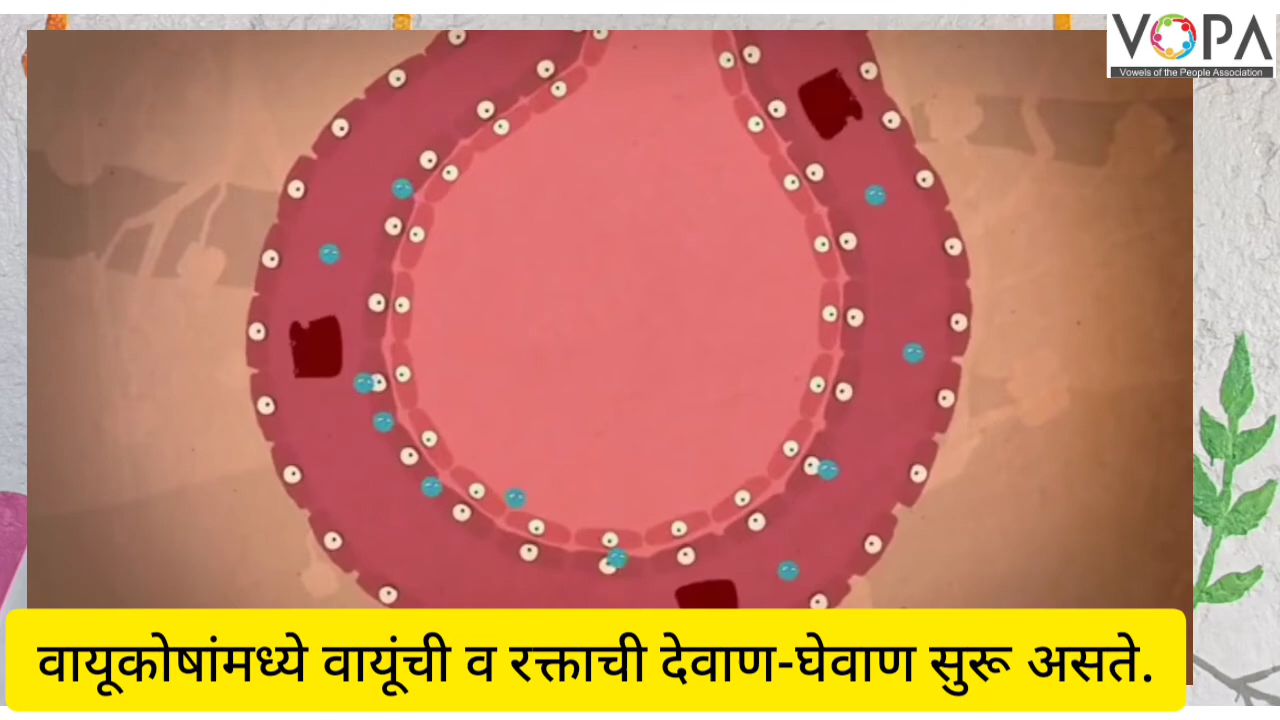 VOPA
Vowels of the People Association
वायूकोषांमध्ये वायूंची व रक्ताची देवाण-घेवाण सुरू असते.